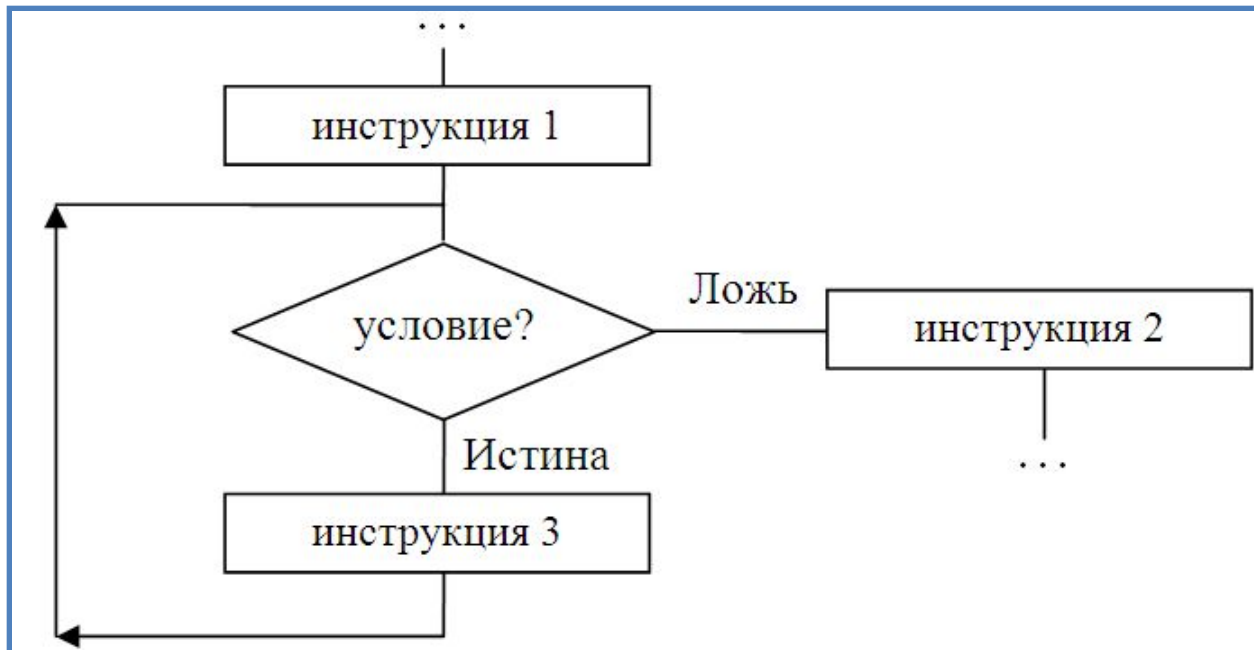 ...
инструкция 1
условие?
Ложь
инструкция 2
...
Истина
инструкция 3